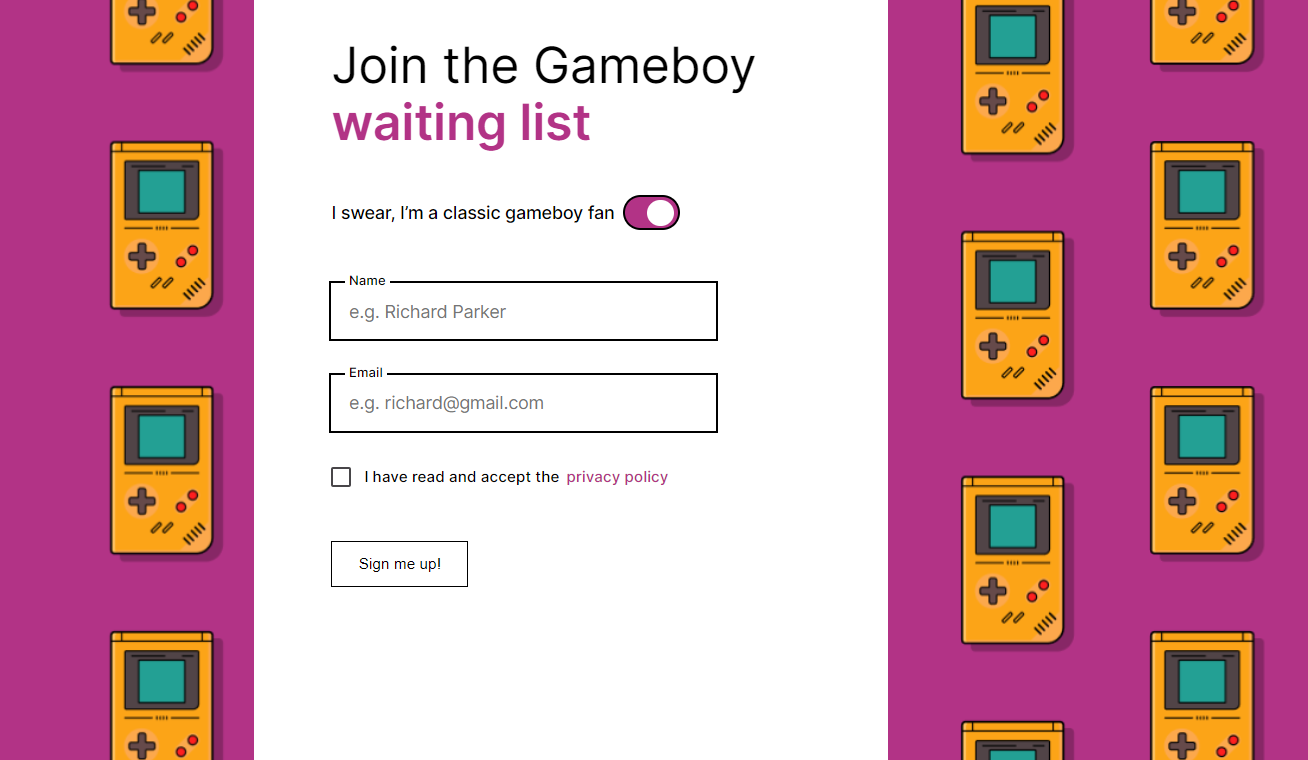 Join the Gameboy
waiting list
I swear, I’m a classic gameboy fan
Name
e.g. Richard Parker
Email
e.g. richard@gmail.com
I have read and accept the privacy policy
Sign me up!